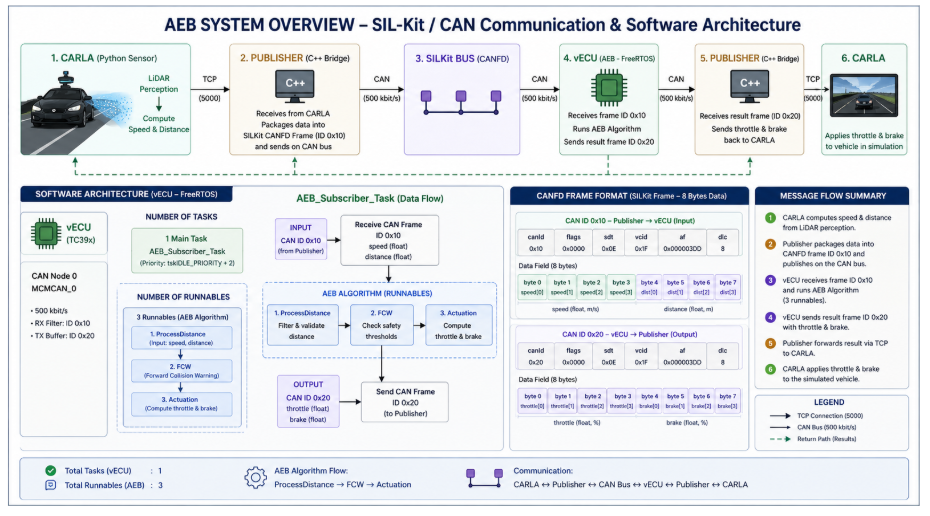 AEB SYSTEM OVERVIEW – SIL-Kit / CAN Communication & Software Architecture
1. CARLA (Python Sensor)
LiDAR
Perception
Compute
Speed & Distance
TCP
(5000)
2. PUBLISHER (C++ Bridge)
C++
Receives from CARLA
Packages data into
SILKit CANFD Frame (ID 0x10)
and sends on CAN bus
CAN
(500 kbit/s)
3. SILKit BUS (CANFD)
CAN
(500 kbit/s)
4. vECU (AEB - FreeRTOS)
Receives frame ID 0x10
Runs AEB Algorithm
Sends result frame ID 0x20
CAN
(500 kbit/s)
5. PUBLISHER (C++ Bridge)
C++
Receives result frame (ID 0x20)
Sends throttle & brake
back to CARLA
TCP
(5000)
6. CARLA
Applies throttle & brake
to vehicle in simulation
SOFTWARE ARCHITECTURE (vECU – FreeRTOS)
vECU
(TC39x)
CAN Node 0
MCMCAN_0
• 500 kbit/s
• RX Filter: ID 0x10
• TX Buffer: ID 0x20
NUMBER OF TASKS
1 Main Task
AEB_Subscriber_Task
(Priority: tskIDLE_PRIORITY + 2)
NUMBER OF RUNNABLES
3 Runnables (AEB Algorithm)
1. ProcessDistance
(Input: speed, distance)
2. FCW
(Forward Collision Warning)
3. Actuation
(Compute throttle & brake)
AEB_Subscriber_Task (Data Flow)
INPUT
CAN ID 0x10
(from Publisher)
Receive CAN Frame
ID 0x10
speed (float)
distance (float)
AEB ALGORITHM (RUNNABLES)
1. ProcessDistance
Filter & validate
distance
2. FCW
Check safety
thresholds
3. Actuation
Compute
throttle & brake
OUTPUT
CAN ID 0x20
throttle (float)
brake (float)
Send CAN Frame
ID 0x20
(to Publisher)
CANFD FRAME FORMAT (SILKit Frame – 8 Bytes Data)
CAN ID 0x10 – Publisher → vECU (Input)
canid flags sdt vcid af dlc
0x10 0x0000 0x0E 0x1F 0x000003DD 8
Data Field (8 bytes)
byte 0 byte 1 byte 2 byte 3 byte 4 byte 5 byte 6 byte 7
speed[0] speed[1] speed[2] speed[3] dist[0] dist[1] dist[2] dist[3]
speed (float, m/s) distance (float, m)
CAN ID 0x20 – vECU → Publisher (Output)
canid flags sdt vcid af dlc
0x20 0x0000 0x0E 0x1F 0x000003DD 8
Data Field (8 bytes)
byte 0 byte 1 byte 2 byte 3 byte 4 byte 5 byte 6 byte 7
throttle[0] throttle[1] throttle[2] throttle[3] brake[0] brake[1] brake[2] brake[3]
throttle (float, %) brake (float, %)
MESSAGE FLOW SUMMARY
1 CARLA computes speed & distance
from LiDAR perception.
2 Publisher packages data into
CANFD frame ID 0x10 and
publishes on the CAN bus.
3 vECU receives frame ID 0x10
and runs AEB Algorithm
(3 runnables).
4 vECU sends result frame ID 0x20
with throttle & brake.
5 Publisher forwards result via TCP
to CARLA.
6 CARLA applies throttle & brake
to the simulated vehicle.
LEGEND
TCP Connection (5000)
CAN Bus (500 kbit/s)
Return Path (Results)
Total Tasks (vECU) : 1
Total Runnables (AEB) : 3
AEB Algorithm Flow:
ProcessDistance → FCW → Actuation
Communication:
CARLA ↔ Publisher ↔ CAN Bus ↔ vECU ↔ Publisher ↔ CARLA